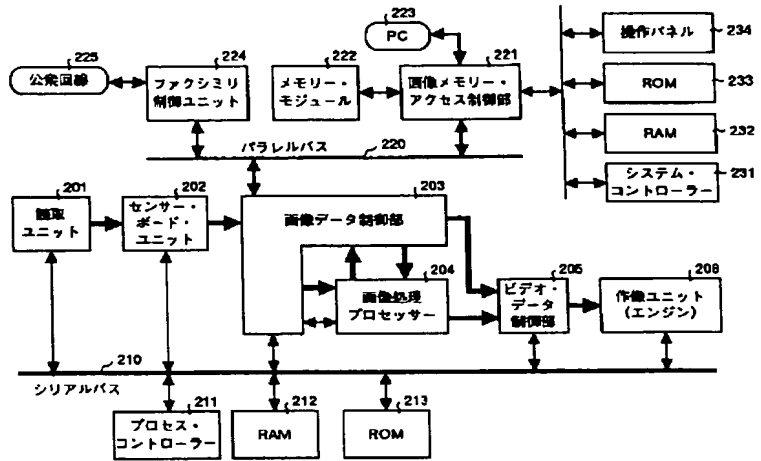 223
PC
225
公衆回線
224
ファクシミリ
制御ユニット
222
メモリー・
モジュール
221
画像メモリー・
アクセス制御部
操作パネル
234
ROM
233
RAM
232
システム・
コントローラー
231
パラレルバス
220
201
読取
ユニット
202
センサー・
ボード・
ユニット
203
画像データ制御部
204
画像処理
プロセッサー
205
ビデオ・
データ
制御部
206
作像ユニット
(エンジン)
210
シリアルバス
211
プロセス・
コントローラー
212
RAM
213
ROM